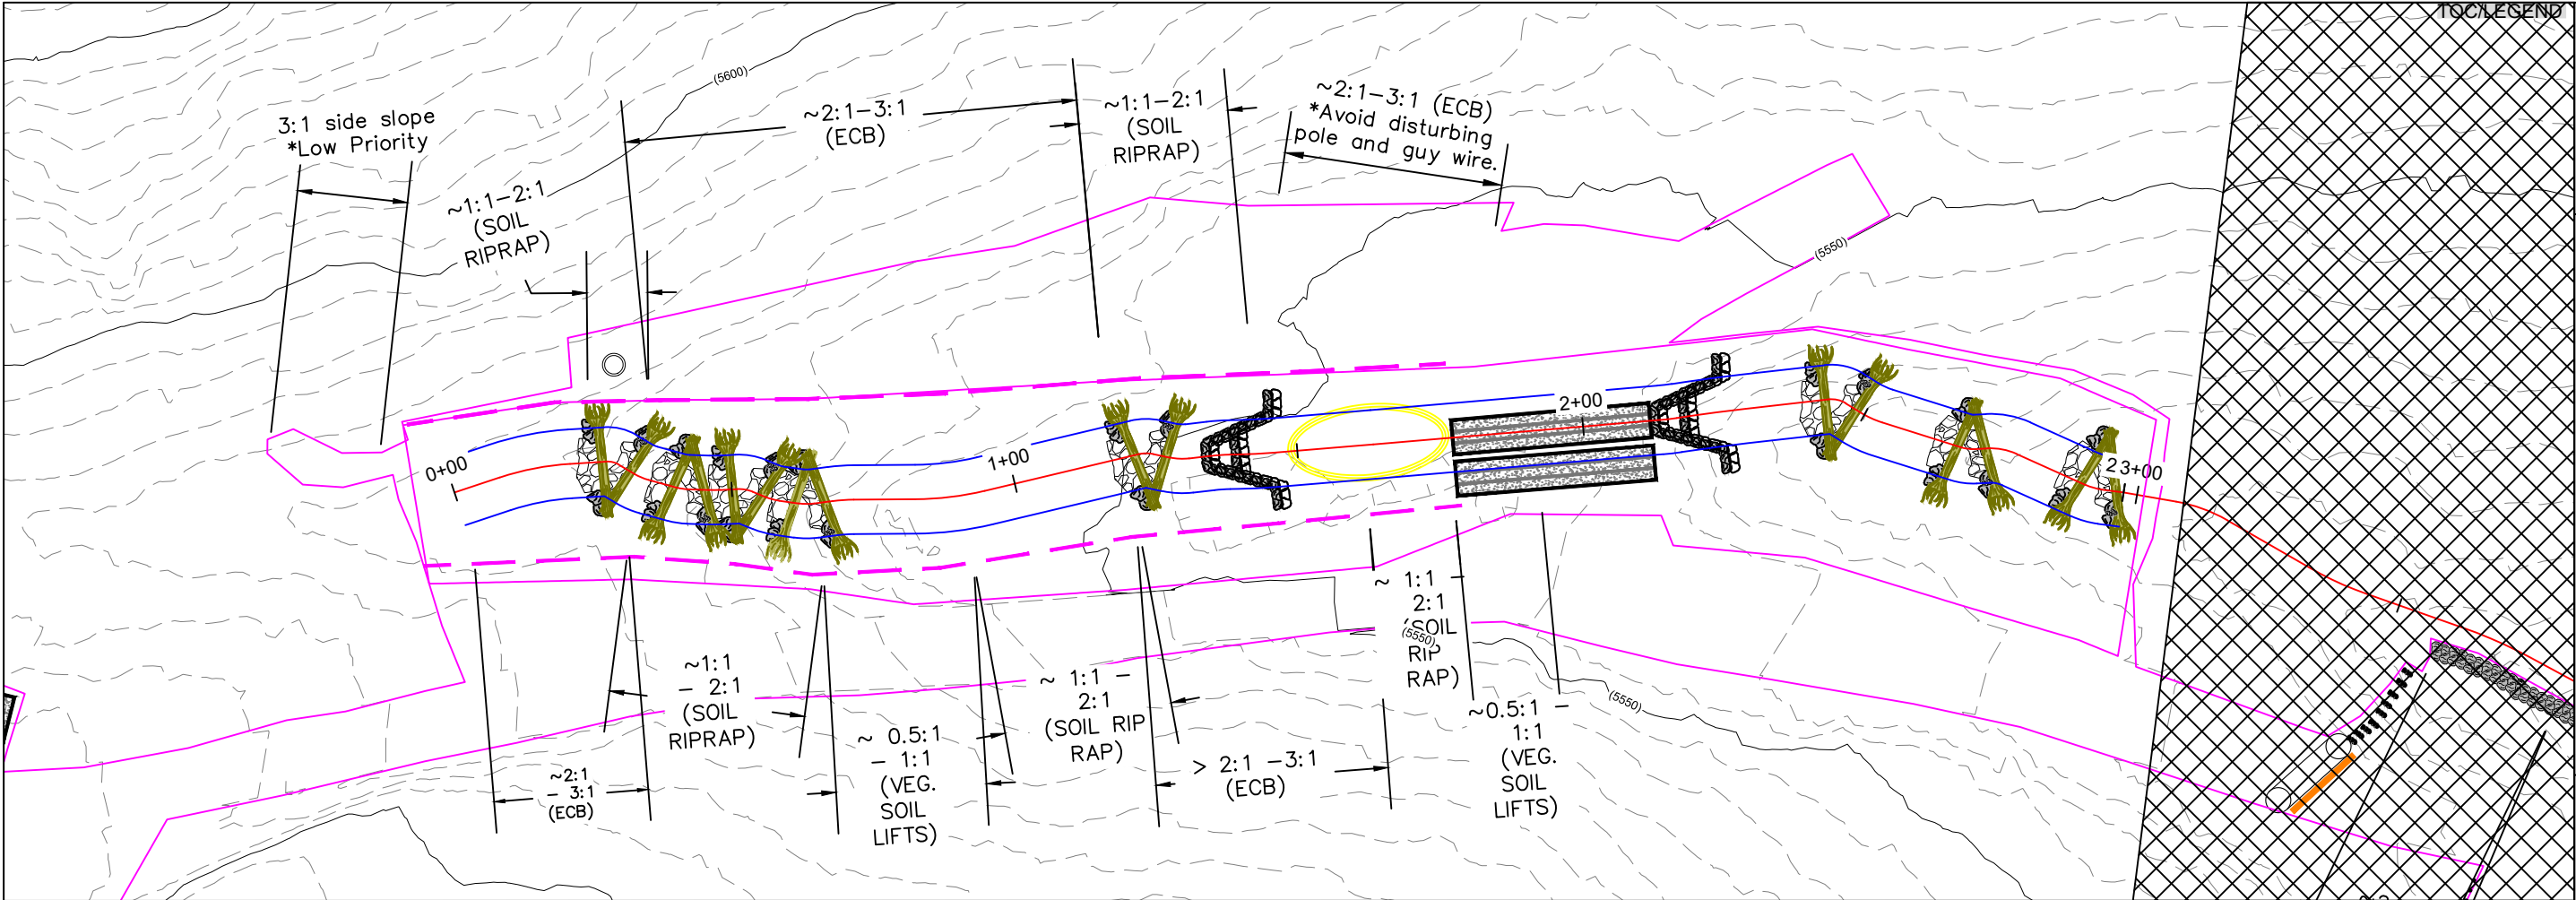 TOC/LEGEND
(5600)
3:1 side slope
*Low Priority
~1:1-2:1
(SOIL
RIPRAP)
~2:1-3:1
(ECB)
~1:1-2:1
(SOIL
RIPRAP)
~2:1-3:1 (ECB)
*Avoid disturbing
pole and guy wire.
(5550)
0+00
1+00
2+00
2
3+00
~2:1
- 3:1
(ECB)
~1:1
- 2:1
(SOIL
RIPRAP)
~ 0.5:1
- 1:1
(VEG.
SOIL
LIFTS)
~ 1:1 -
2:1
(SOIL RIP
RAP)
> 2:1 -3:1
(ECB)
~ 1:1 -
2:1
(SOIL
(5550)
RIP
RAP)
~0.5:1 -
1:1
(VEG.
SOIL
LIFTS)
(5550)